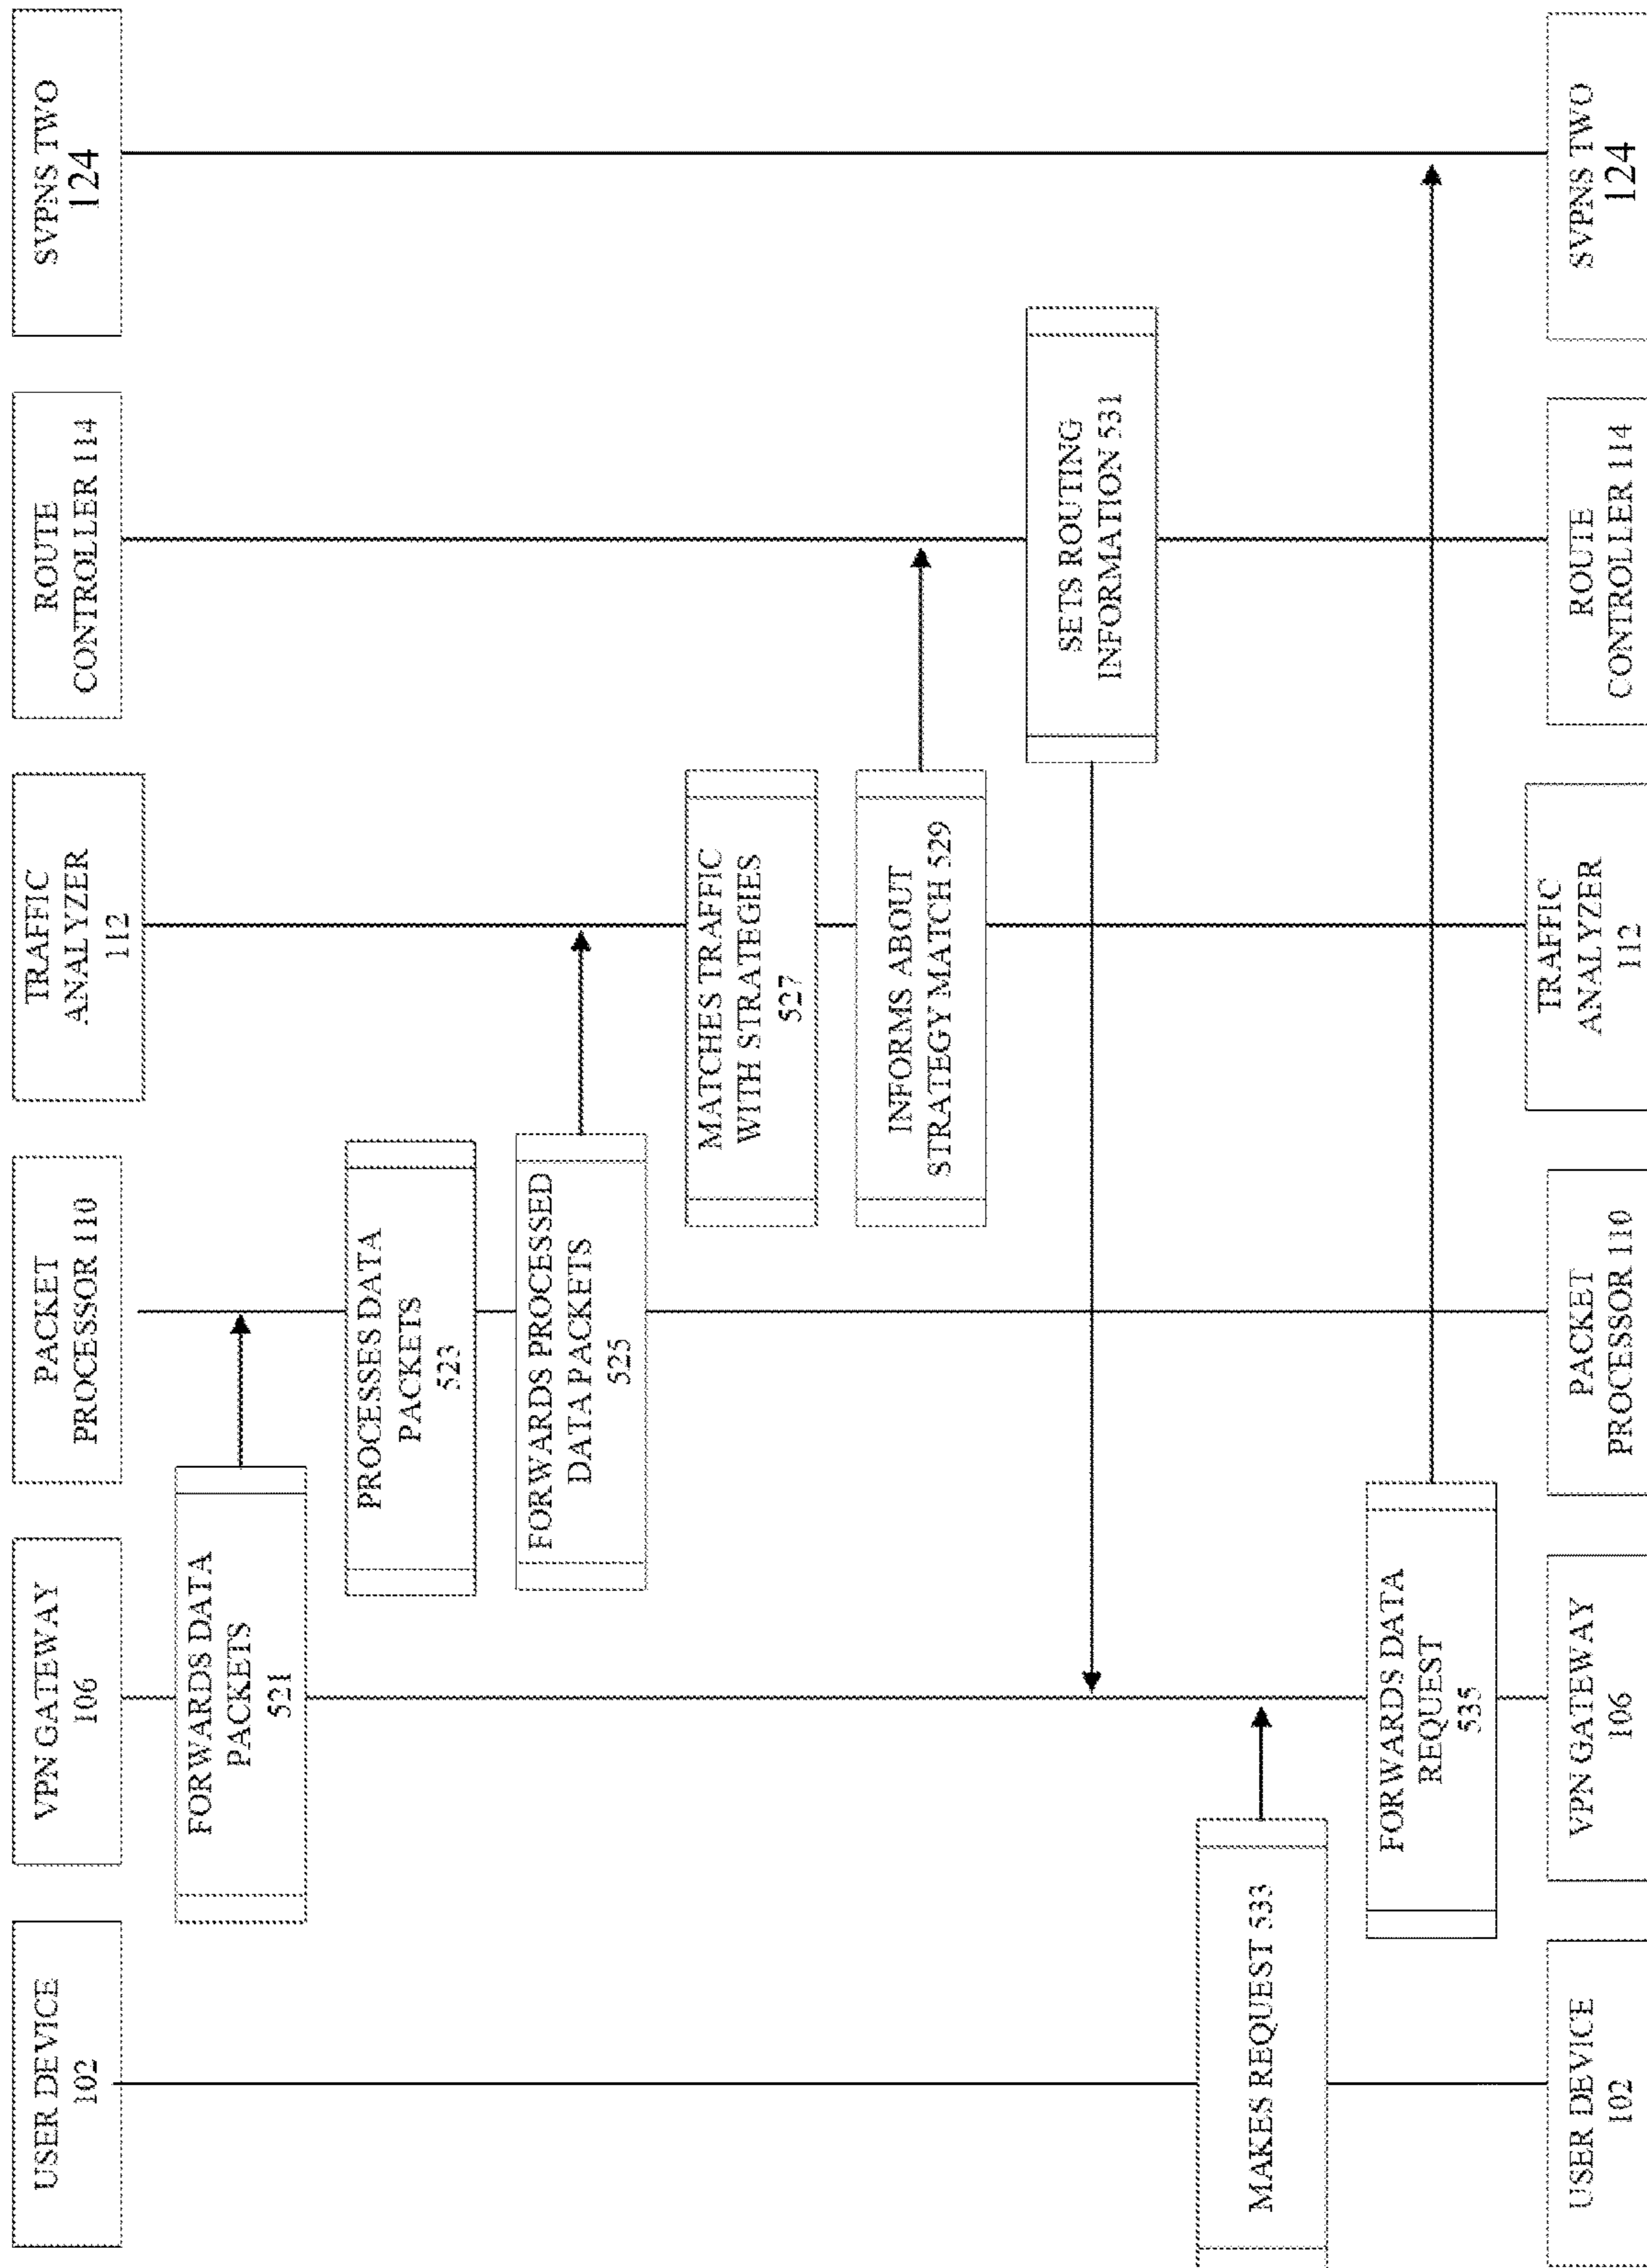 USER DEVICE
102
VPN GATEWAY
106
PACKET
PROCESSOR 110
TRAFFIC
ANALYZER
112
ROUTE
CONTROLLER 114
SVPNS TWO
124
FORWARDS DATA
PACKETS
521
PROCESSES DATA
PACKETS
523
FORWARDS PROCESSED
DATA PACKETS
525
MATCHES TRAFFIC
WITH STRATEGIES
527
INFORMS ABOUT
STRATEGY MATCH 529
SETS ROUTING
INFORMATION 531
MAKES REQUEST 533
FORWARDS DATA
REQUEST
535
USER DEVICE
102
VPN GATEWAY
106
PACKET
PROCESSOR 110
TRAFFIC
ANALYZER
112
ROUTE
CONTROLLER 114
SVPNS TWO
124